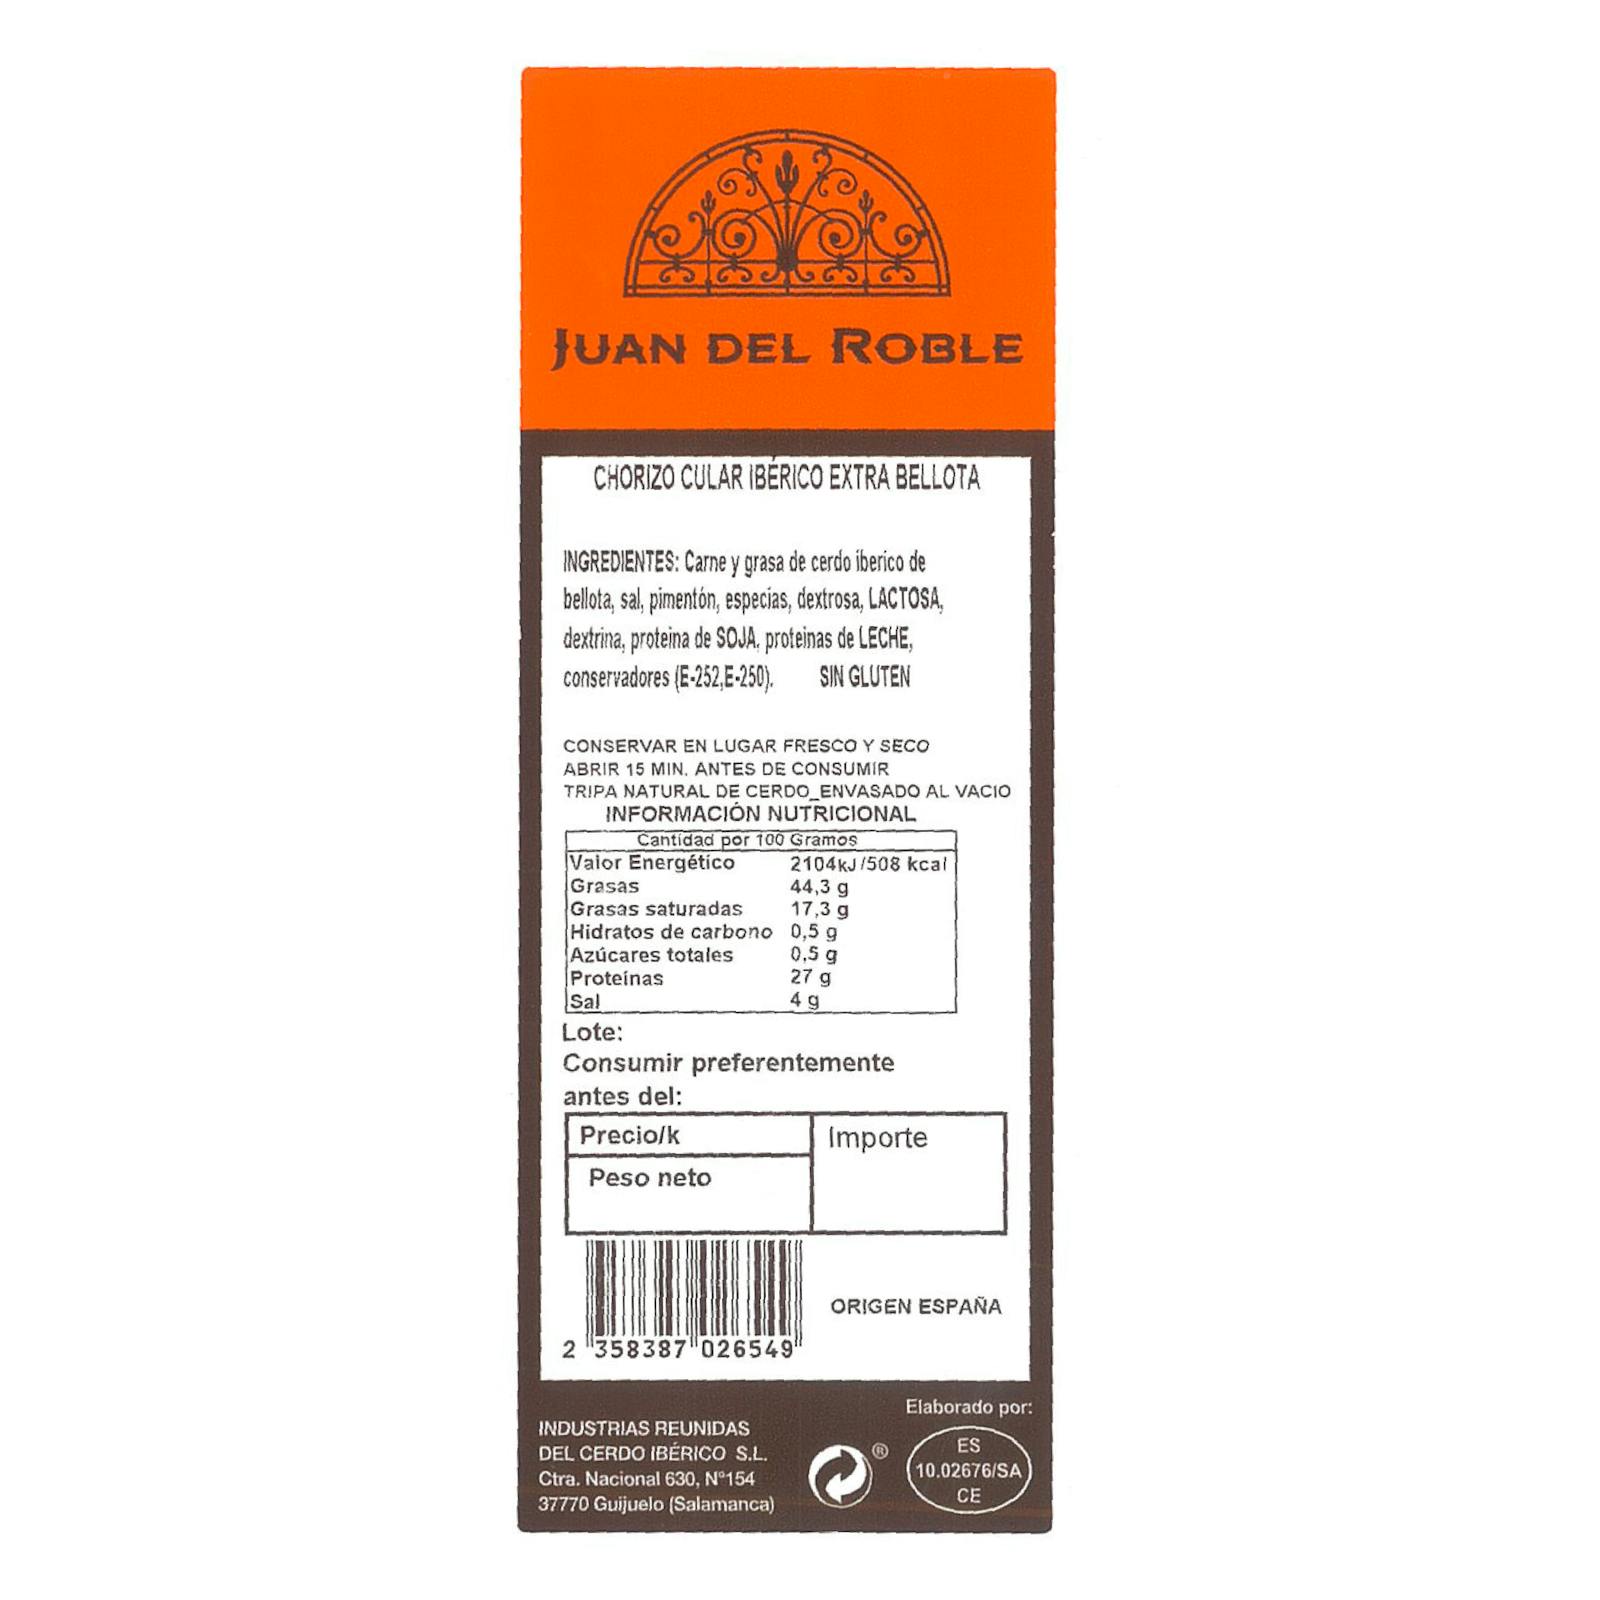 JUAN DEL ROBLE
CHORIZO CULAR IBÉRICO EXTRA BELLOTA
INGREDIENTES: Carne y grasa de cerdo iberico de
bellota, sal, pimentón, especias, dextrosa, LACTOSA,
dextrina, proteina de SOJA, proteinas de LECHE,
conservadores (E-252,E-250). SIN GLUTEN
CONSERVAR EN LUGAR FRESCO Y SECO
ABRIR 15 MIN. ANTES DE CONSUMIR
TRIPA NATURAL DE CERDO_ENVASADO AL VACIO
INFORMACIÓN NUTRICIONAL
Cantidad por 100 Gramos
Valor Energético 2104kJ/508 kcal
Grasas 44,3 g
Grasas saturadas 17,3 g
Hidratos de carbono 0,5 g
Azúcares totales 0,5 g
Proteínas 27 g
Sal 4 g
Lote:
Consumir preferentemente
antes del:
Precio/k Importe
Peso neto
ORIGEN ESPAÑA
2 358387 026549
Elaborado por:
INDUSTRIAS REUNIDAS
DEL CERDO IBÉRICO S.L.
Ctra. Nacional 630, Nº154
37770 Guijuelo (Salamanca)
®
ES
10.02676/SA
CE